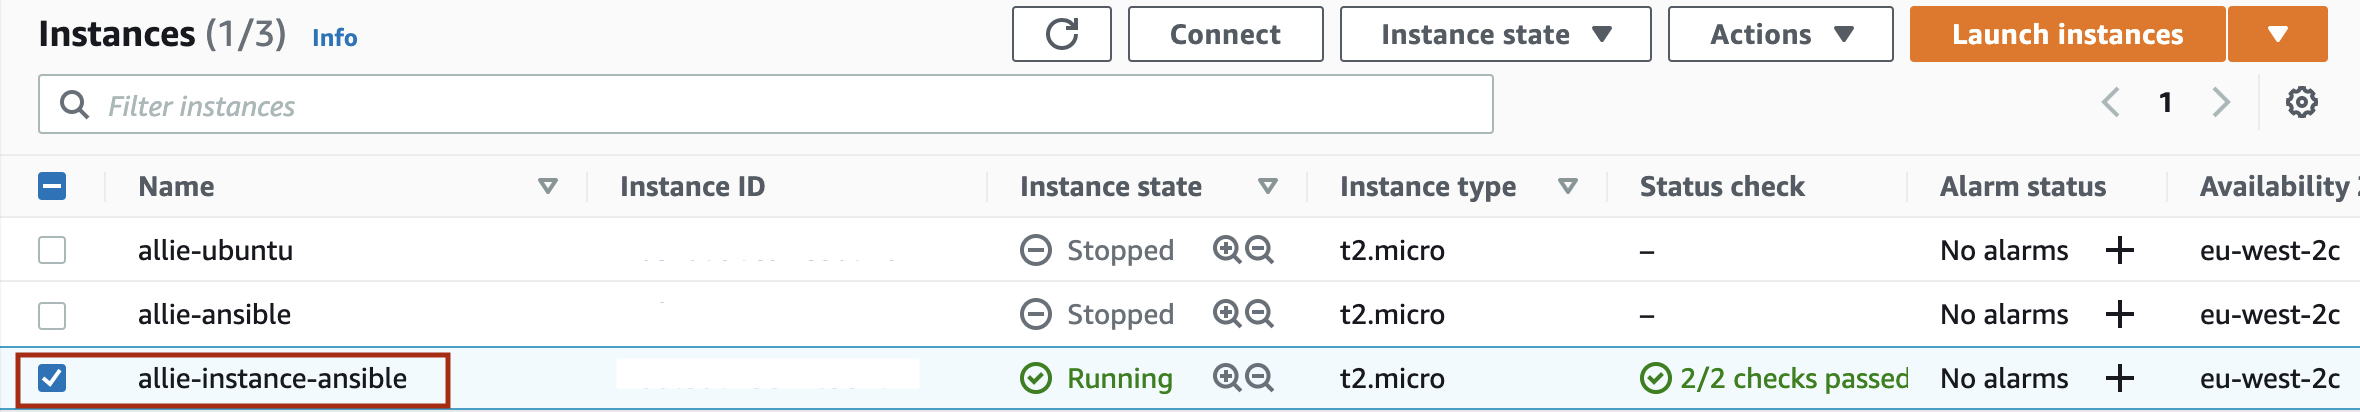 Instances (1/3) Info Connect Instance state Actions Launch instances
Filter instances 1
Name Instance ID Instance state Instance type Status check Alarm status Availability
allie-ubuntu Stopped t2.micro – No alarms + eu-west-2c
allie-ansible Stopped t2.micro – No alarms + eu-west-2c
allie-instance-ansible Running t2.micro 2/2 checks passed No alarms + eu-west-2c